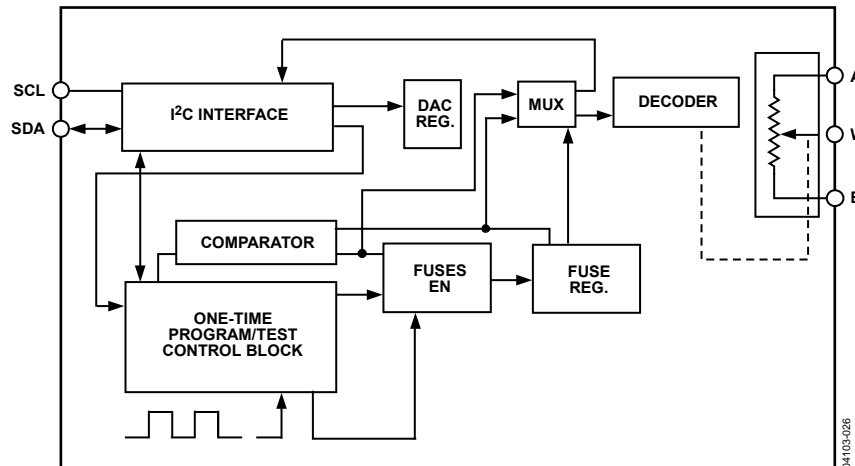 SCL
SDA
I²C INTERFACE
DAC
REG.
MUX
DECODER
A
W
B
COMPARATOR
FUSES
EN
FUSE
REG.
ONE-TIME
PROGRAM/TEST
CONTROL BLOCK
04103-026